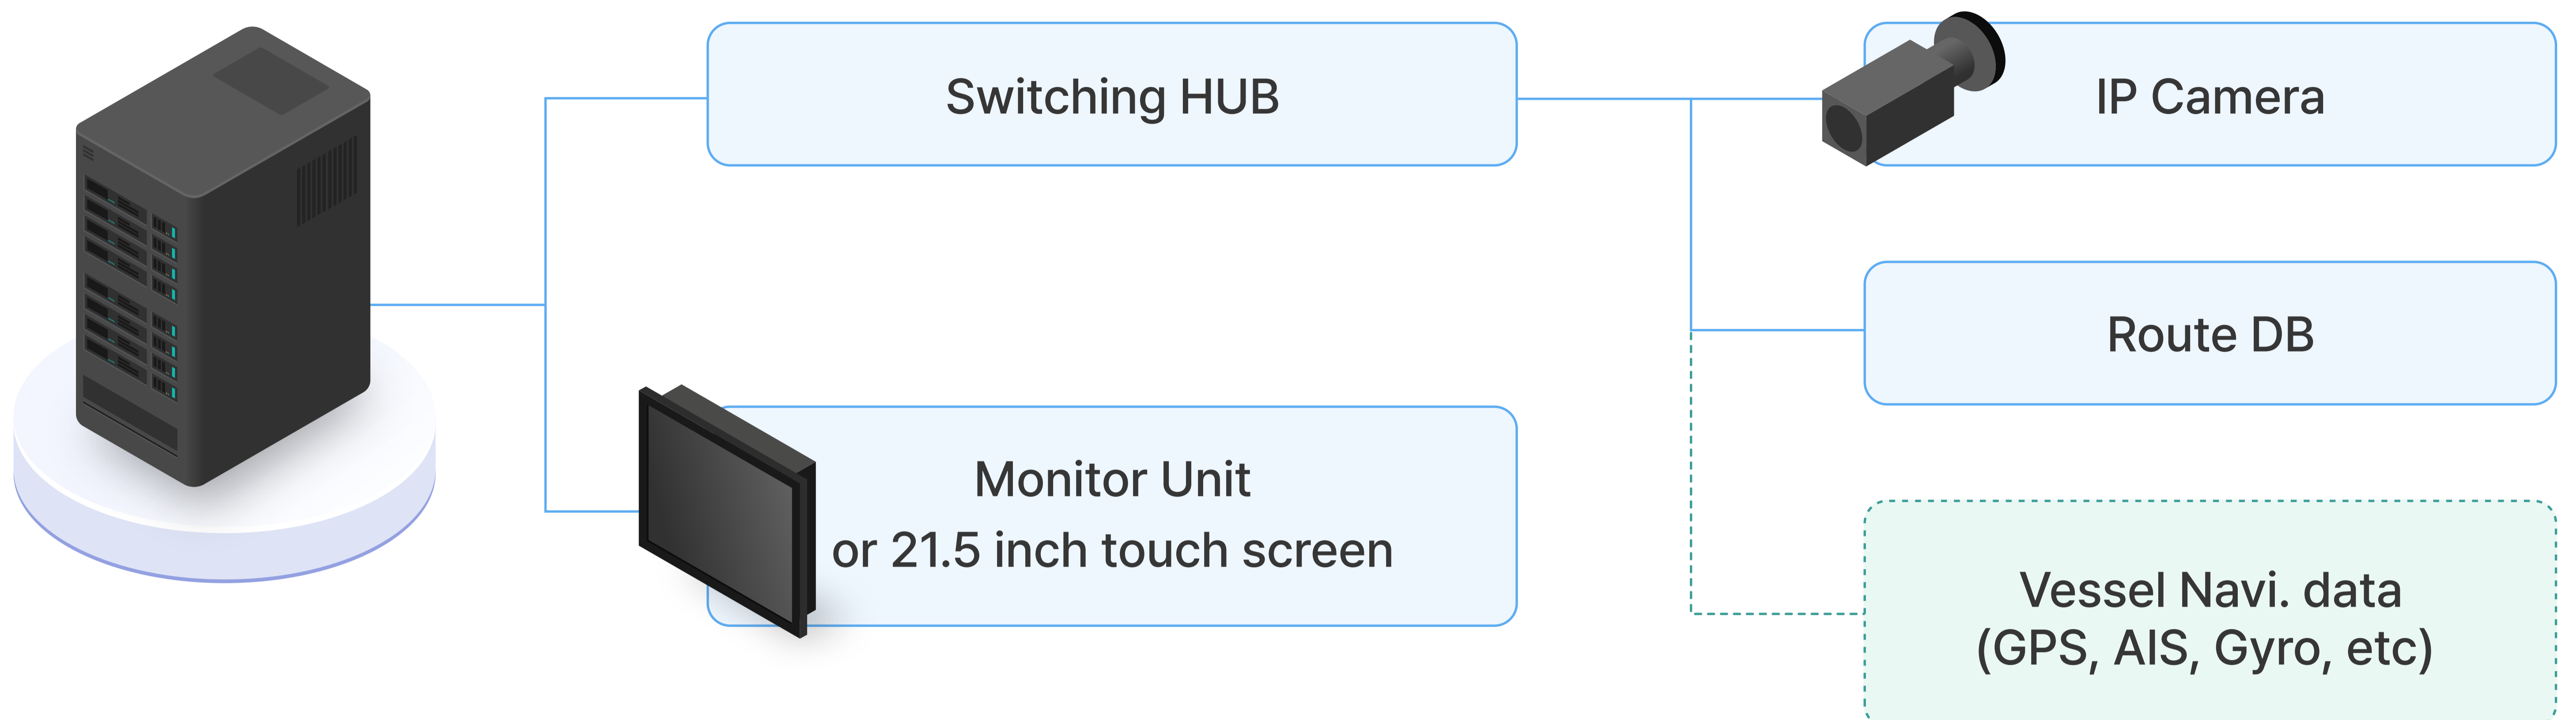 Switching HUB
IP Camera
Route DB
Monitor Unit
or 21.5 inch touch screen
Vessel Navi. data
(GPS, AIS, Gyro, etc)